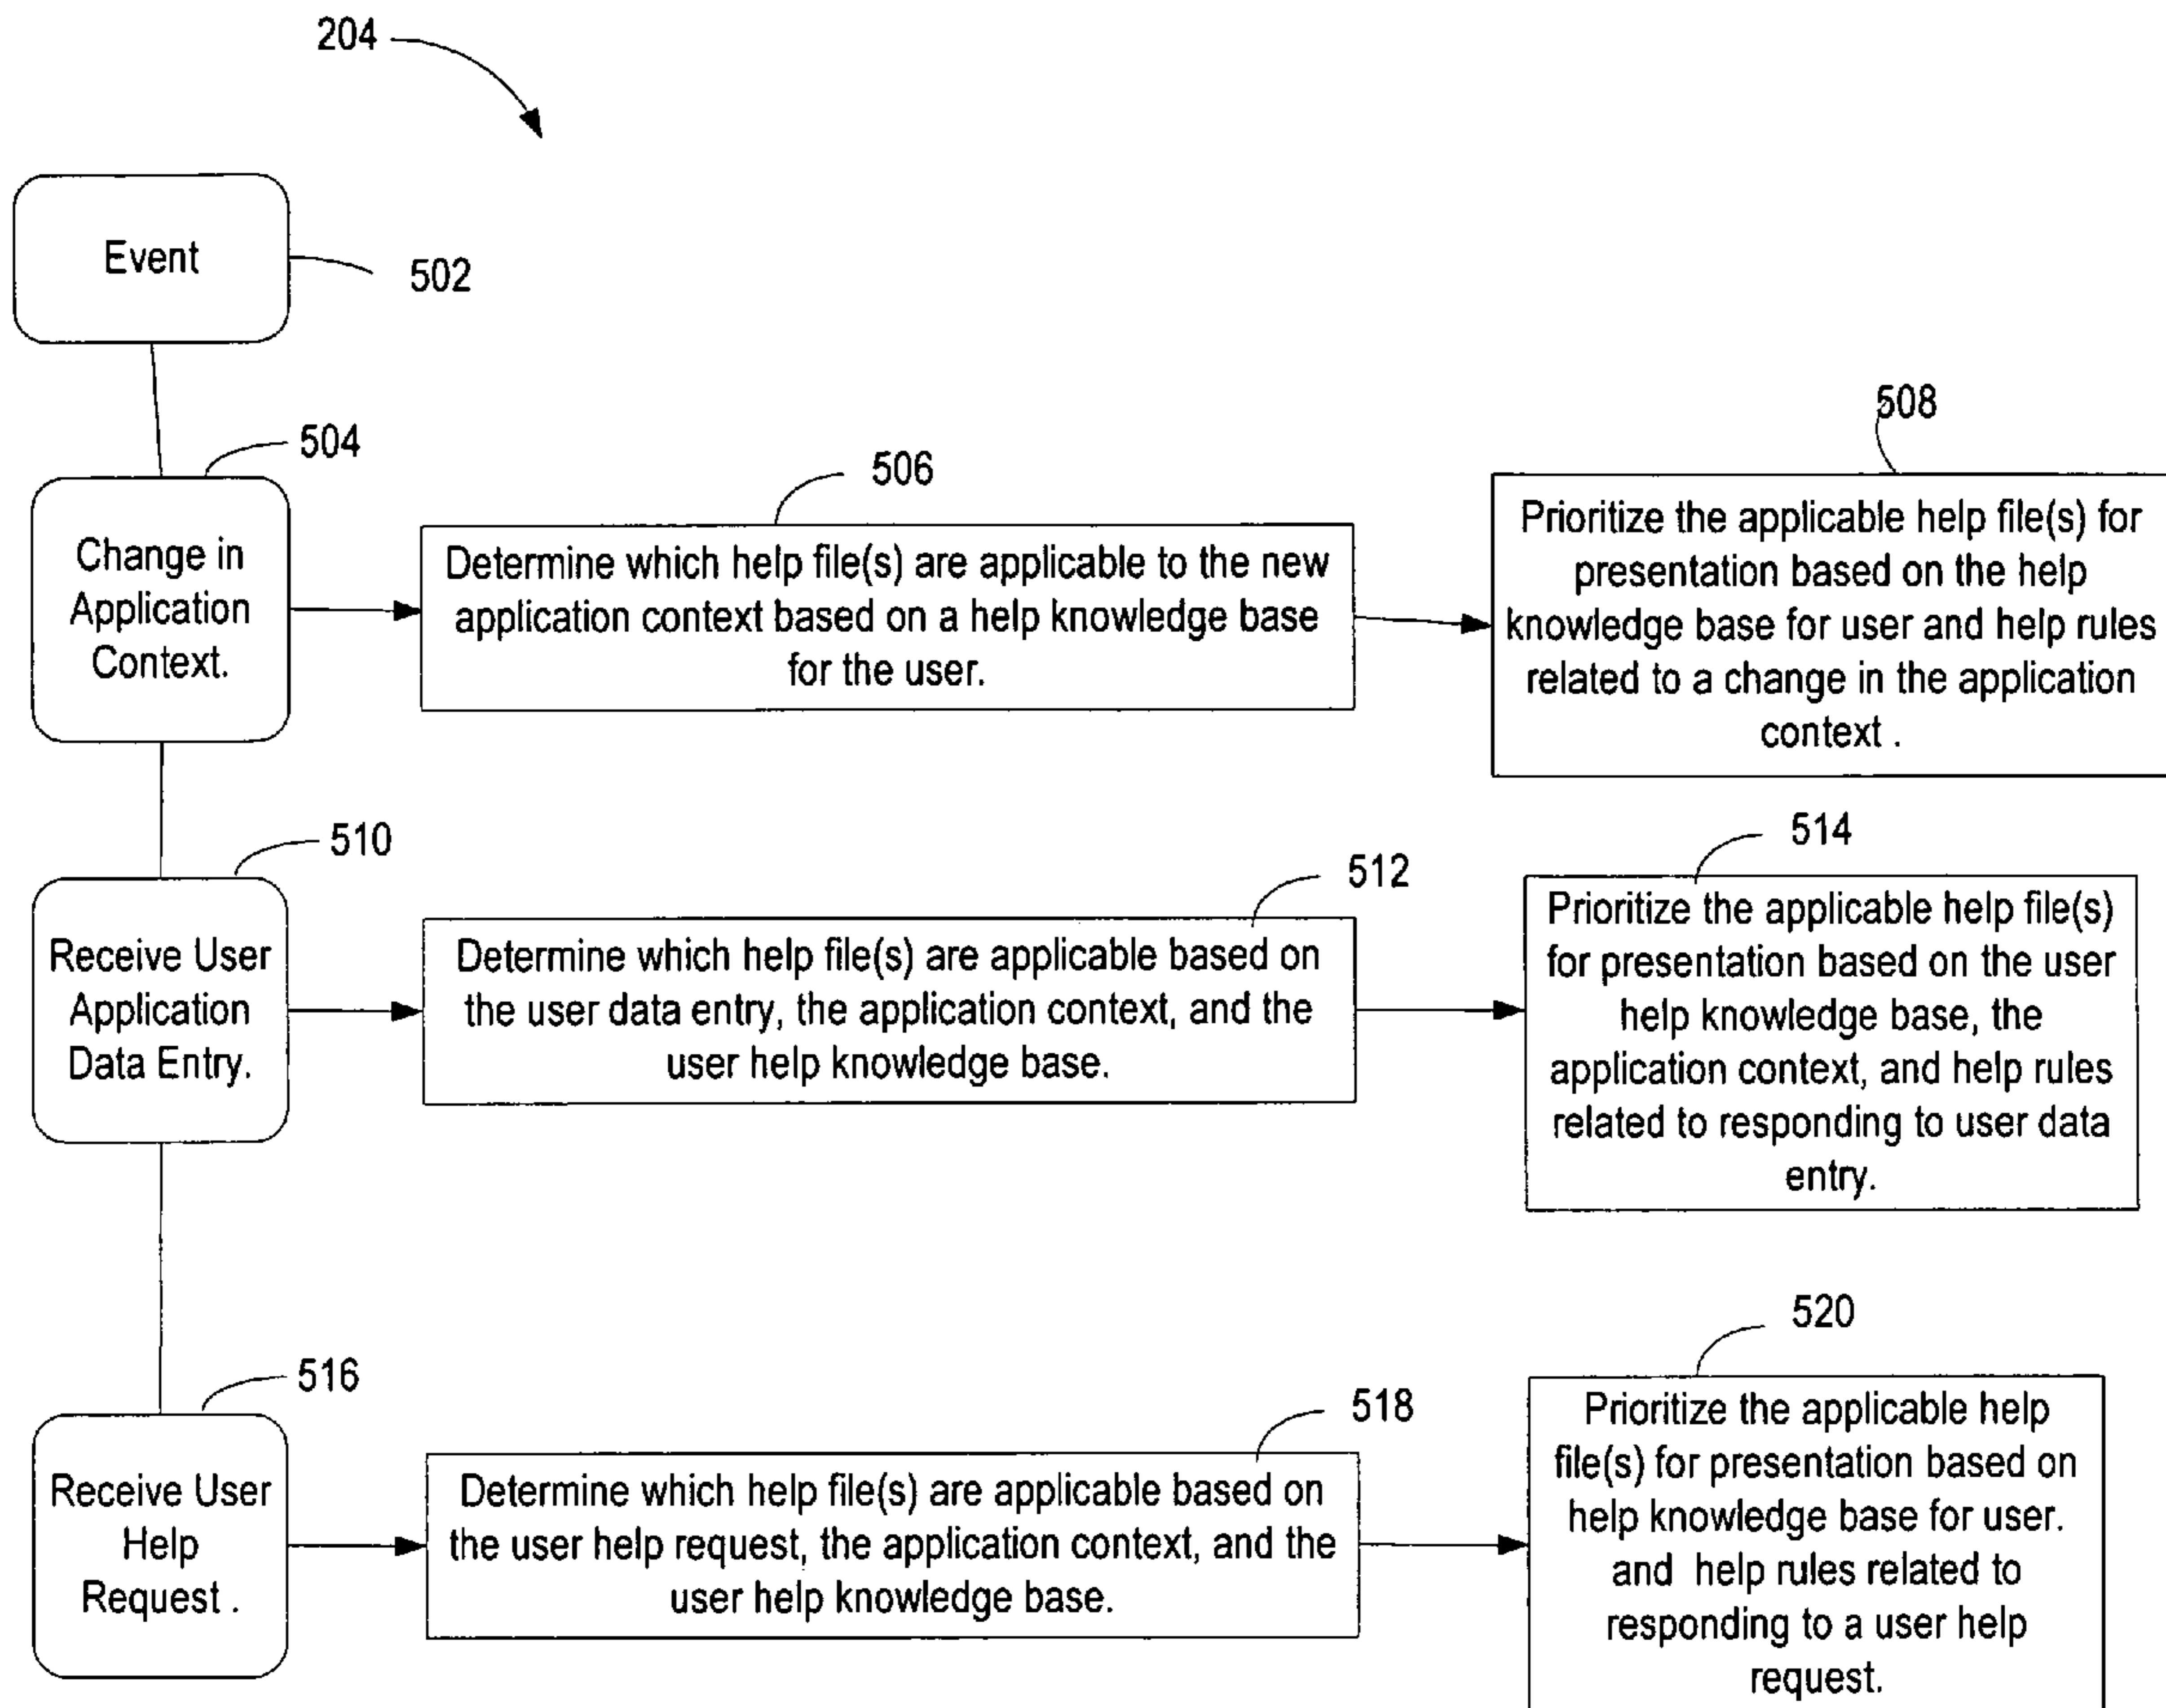 204
Event
502
504
Change in
Application
Context.
506
Determine which help file(s) are applicable to the new
application context based on a help knowledge base
for the user.
508
Prioritize the applicable help file(s) for
presentation based on the help
knowledge base for user and help rules
related to a change in the application
context .
510
Receive User
Application
Data Entry.
512
Determine which help file(s) are applicable based on
the user data entry, the application context, and the
user help knowledge base.
514
Prioritize the applicable help file(s)
for presentation based on the user
help knowledge base, the
application context, and help rules
related to responding to user data
entry.
516
Receive User
Help
Request .
518
Determine which help file(s) are applicable based on
the user help request, the application context, and the
user help knowledge base.
520
Prioritize the applicable help
file(s) for presentation based on
help knowledge base for user.
and help rules related to
responding to a user help
request.